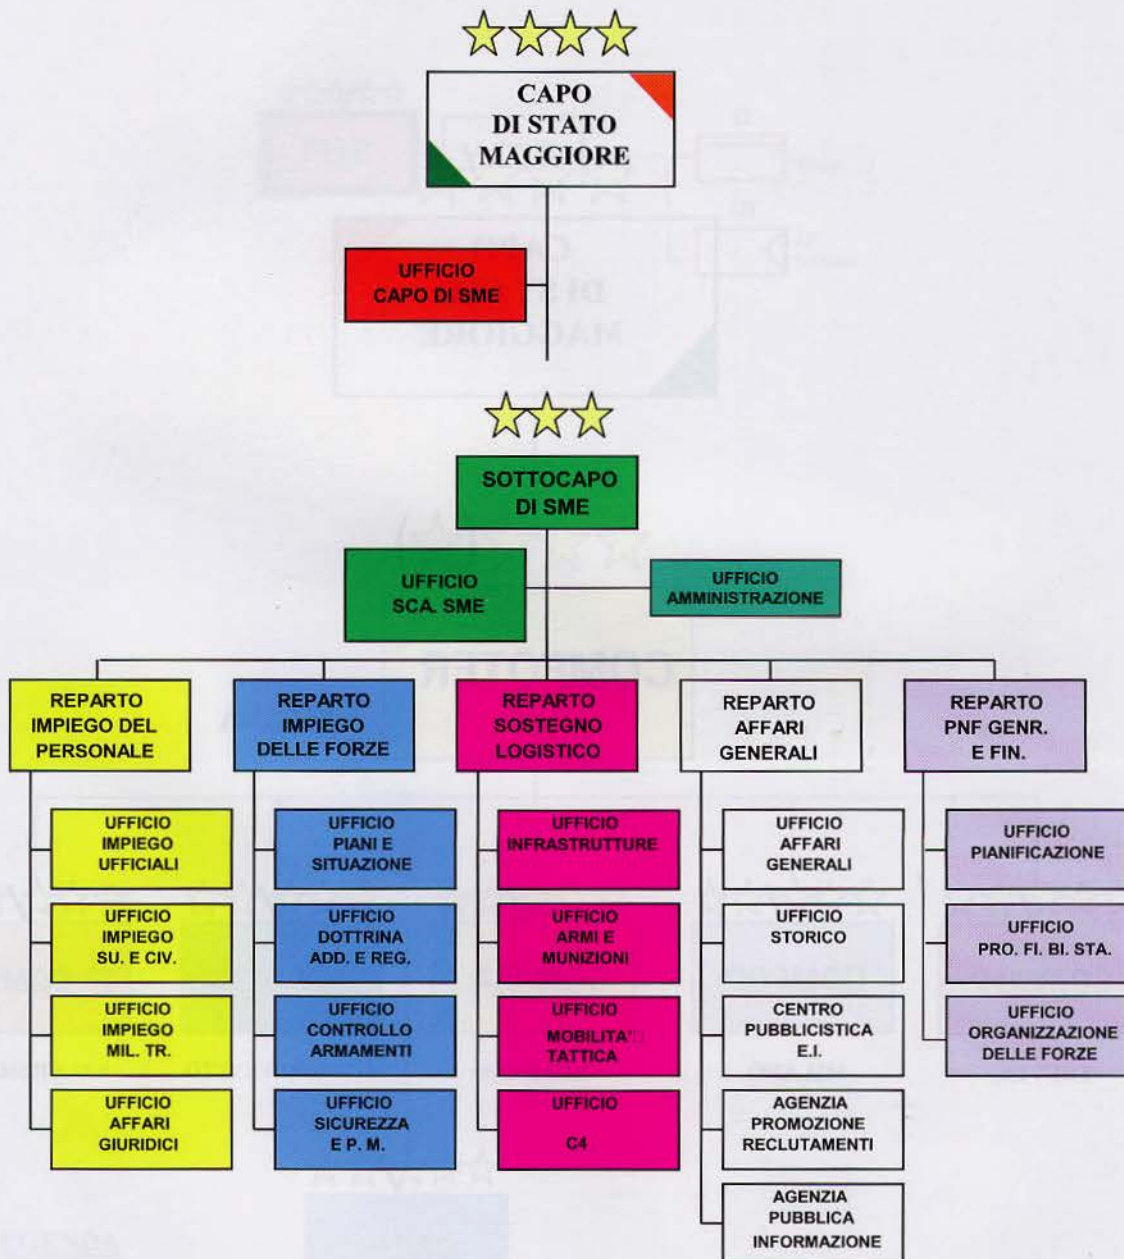 CAPO
DI STATO
MAGGIORE
UFFICIO
CAPO DI SME
SOTTOCAPO
DI SME
UFFICIO
SCA. SME
UFFICIO
AMMINISTRAZIONE
REPARTO
IMPIEGO DEL
PERSONALE
UFFICIO
IMPIEGO
UFFICIALI
UFFICIO
IMPIEGO
SU. E CIV.
UFFICIO
IMPIEGO
MIL. TR.
UFFICIO
AFFARI
GIURIDICI
REPARTO
IMPIEGO
DELLE FORZE
UFFICIO
PIANI E
SITUAZIONE
UFFICIO
DOTTRINA
ADD. E REG.
UFFICIO
CONTROLLO
ARMAMENTI
UFFICIO
SICUREZZA
E P. M.
REPARTO
SOSTEGNO
LOGISTICO
UFFICIO
INFRASTRUTTURE
UFFICIO
ARMI E
MUNIZIONI
UFFICIO
MOBILITA'
TATTICA
UFFICIO
C4
REPARTO
AFFARI
GENERALI
UFFICIO
AFFARI
GENERALI
UFFICIO
STORICO
CENTRO
PUBBLICISTICA
E.I.
AGENZIA
PROMOZIONE
RECLUTAMENTI
AGENZIA
PUBBLICA
INFORMAZIONE
REPARTO
PNF GENR.
E FIN.
UFFICIO
PIANIFICAZIONE
UFFICIO
PRO. FI. BI. STA.
UFFICIO
ORGANIZZAZIONE
DELLE FORZE